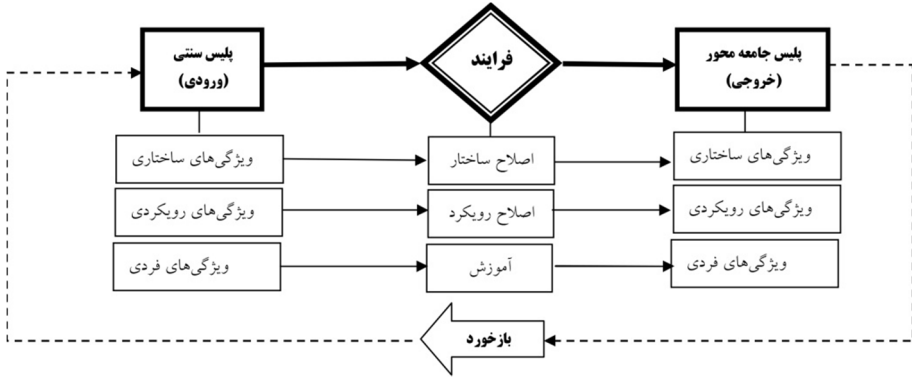 پلیس جامعه محور
(خروجی)
فرایند
پلیس سنتی
(ورودی)
ویژگی‌های ساختاری
اصلاح ساختار
ویژگی‌های ساختاری
ویژگی‌های رویکردی
اصلاح رویکرد
ویژگی‌های رویکردی
ویژگی‌های فردی
آموزش
ویژگی‌های فردی
بازخورد